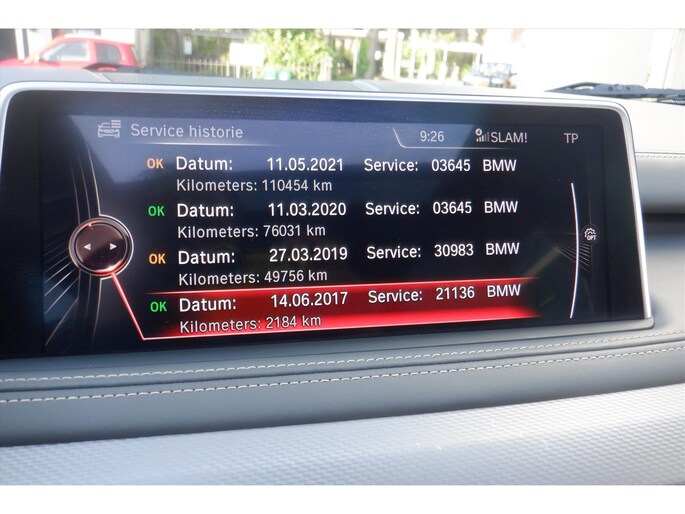 Service historie
9:26 SLAM! TP
OK Datum: 11.05.2021 Service: 03645 BMW
Kilometers: 110454 km
OK Datum: 11.03.2020 Service: 03645 BMW
Kilometers: 76031 km
OK Datum: 27.03.2019 Service: 30983 BMW
Kilometers: 49756 km
OK Datum: 14.06.2017 Service: 21136 BMW
Kilometers: 2184 km
OPT